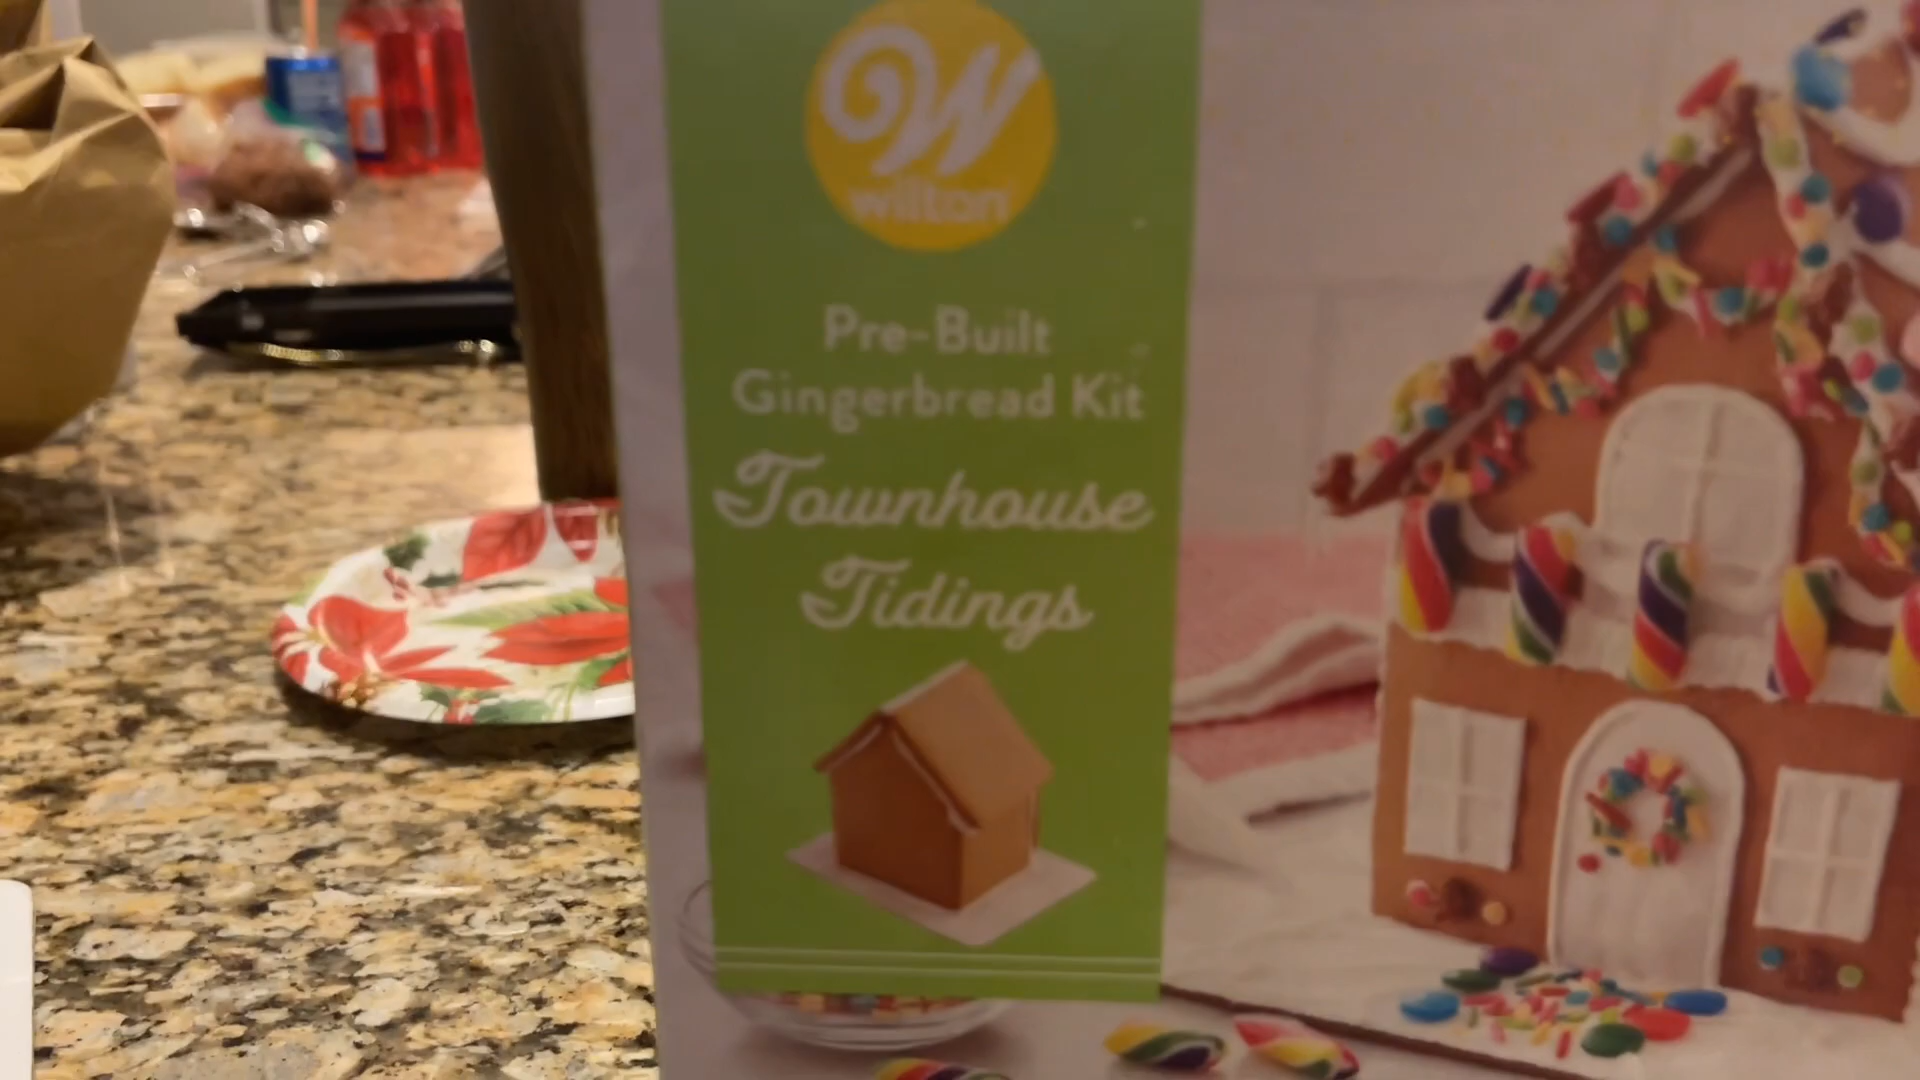 W
wilton
Pre-Built
Gingerbread Kit
Townhouse
Tidings